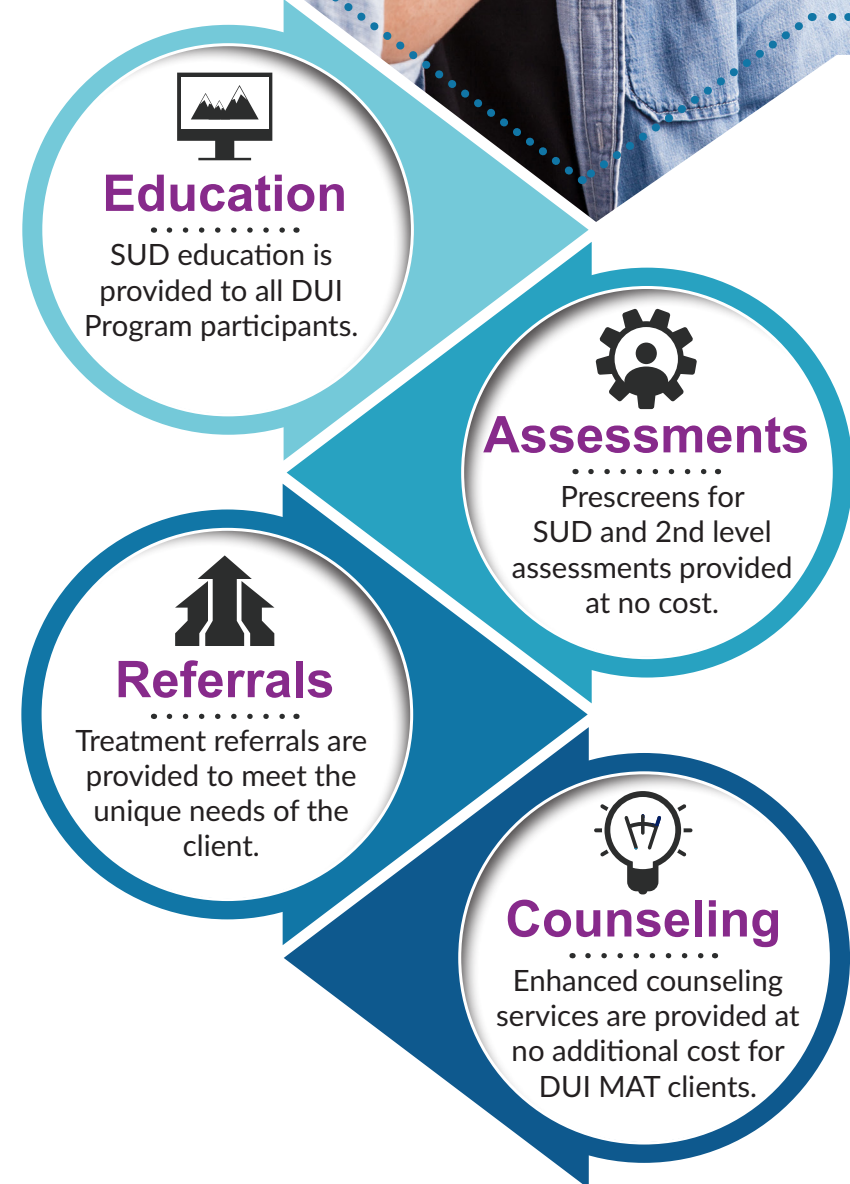 Education
SUD education is
provided to all DUI
Program participants.
Assessments
Prescreens for
SUD and 2nd level
assessments provided
at no cost.
Referrals
Treatment referrals are
provided to meet the
unique needs of the
client.
Counseling
Enhanced counseling
services are provided at
no additional cost for
DUI MAT clients.